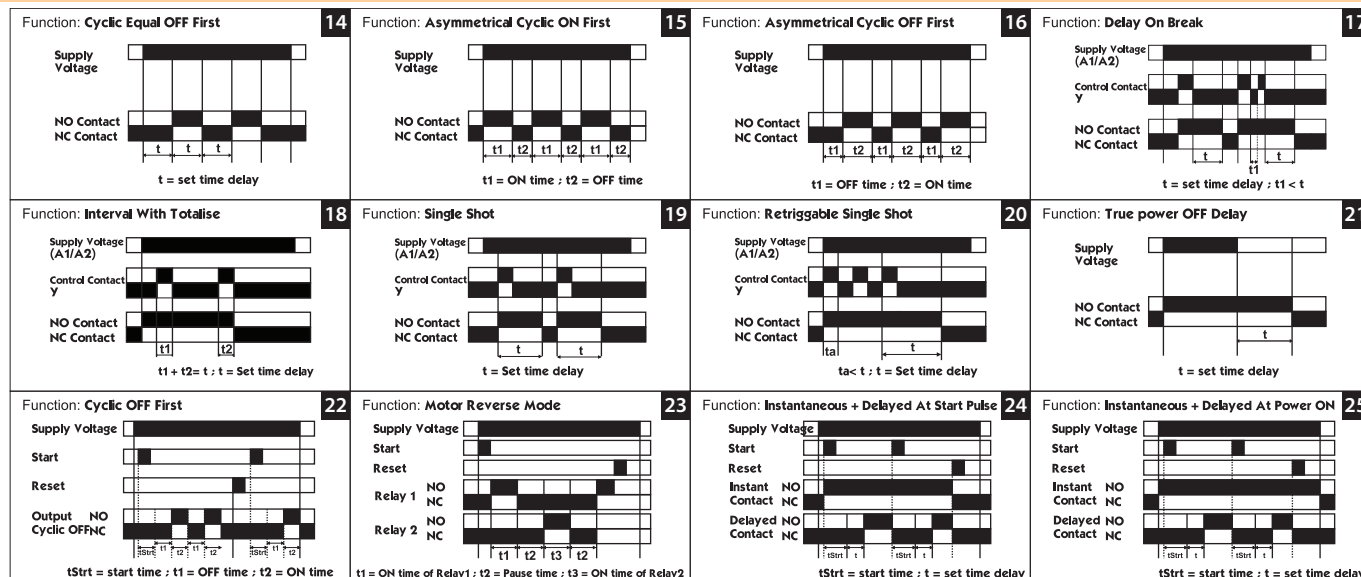 Function: Cyclic Equal OFF First 14
Supply
Voltage
NO Contact
NC Contact
t t t
t = set time delay
Function: Asymmetrical Cyclic ON First 15
Supply
Voltage
NO Contact
NC Contact
t1 t2 t1 t2 t1 t2
t1 = ON time ; t2 = OFF time
Function: Asymmetrical Cyclic OFF First 16
Supply
Voltage
NO Contact
NC Contact
t1 t2 t1 t2 t1 t2
t1 = OFF time ; t2 = ON time
Function: Delay On Break 17
Supply Voltage
(A1/A2)
Control Contact
Y
NO Contact
NC Contact
t t1 t
t = set time delay ; t1 < t
Function: Interval With Totalise 18
Supply Voltage
(A1/A2)
Control Contact
Y
NO Contact
NC Contact
t1 t2
t1 + t2= t ; t = Set time delay
Function: Single Shot 19
Supply Voltage
(A1/A2)
Control Contact
Y
NO Contact
NC Contact
t t
t = Set time delay
Function: Retriggable Single Shot 20
Supply Voltage
(A1/A2)
Control Contact
Y
NO Contact
NC Contact
ta t
ta< t ; t = Set time delay
Function: True power OFF Delay 21
Supply
Voltage
NO Contact
NC Contact
t
t = set time delay
Function: Cyclic OFF First 22
Supply Voltage
Start
Reset
Output NO
Cyclic OFF NC
tStrt t1 t2 t1 t2 tStrt t1 t2
tStrt = start time ; t1 = OFF time ; t2 = ON time
Function: Motor Reverse Mode 23
Supply Voltage
Start
Reset
Relay 1 NO
NC
Relay 2 NO
NC
t1 t2 t3 t2
t1 = ON time of Relay1 ; t2 = Pause time ; t3 = ON time of Relay2
Function: Instantaneous + Delayed At Start Pulse 24
Supply Voltage
Start
Reset
Instant NO
Contact NC
Delayed NO
Contact NC
tStrt t tStrt t
tStrt = start time ; t = set time delay
Function: Instantaneous + Delayed At Power ON 25
Supply Voltage
Start
Reset
Instant NO
Contact NC
Delayed NO
Contact NC
tStrt t tStrt t
tStrt = start time ; t = set time delay